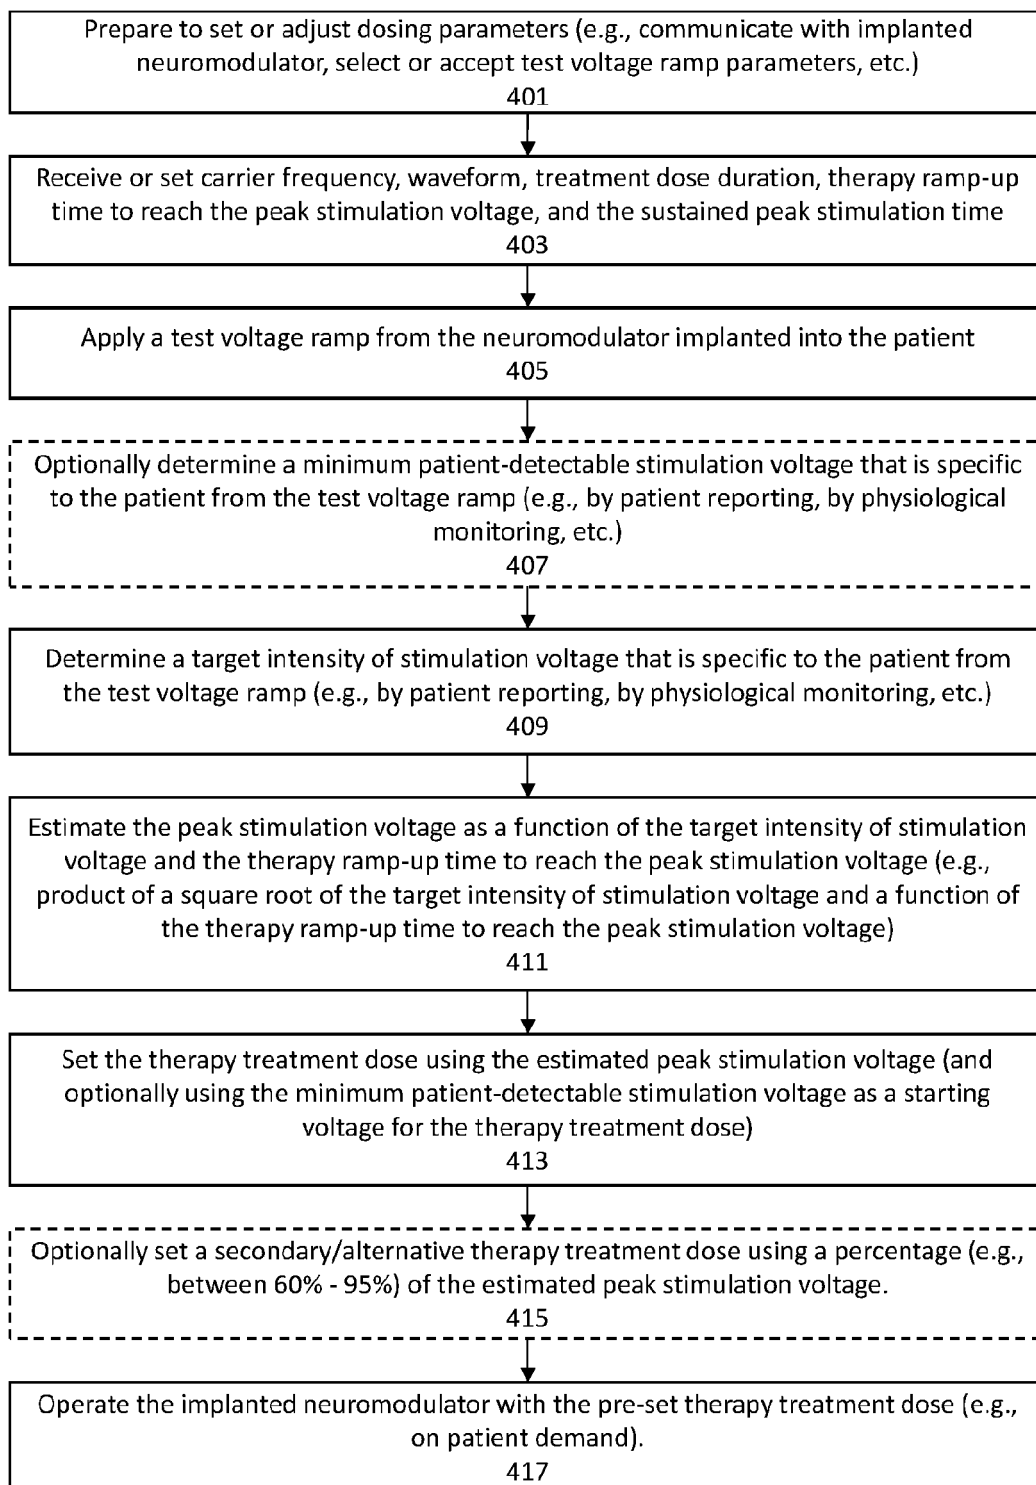 Prepare to set or adjust dosing parameters (e.g., communicate with implanted
neuromodulator, select or accept test voltage ramp parameters, etc.)
401
Receive or set carrier frequency, waveform, treatment dose duration, therapy ramp-up
time to reach the peak stimulation voltage, and the sustained peak stimulation time
403
Apply a test voltage ramp from the neuromodulator implanted into the patient
405
Optionally determine a minimum patient-detectable stimulation voltage that is specific
to the patient from the test voltage ramp (e.g., by patient reporting, by physiological
monitoring, etc.)
407
Determine a target intensity of stimulation voltage that is specific to the patient from
the test voltage ramp (e.g., by patient reporting, by physiological monitoring, etc.)
409
Estimate the peak stimulation voltage as a function of the target intensity of stimulation
voltage and the therapy ramp-up time to reach the peak stimulation voltage (e.g.,
product of a square root of the target intensity of stimulation voltage and a function of
the therapy ramp-up time to reach the peak stimulation voltage)
411
Set the therapy treatment dose using the estimated peak stimulation voltage (and
optionally using the minimum patient-detectable stimulation voltage as a starting
voltage for the therapy treatment dose)
413
Optionally set a secondary/alternative therapy treatment dose using a percentage (e.g.,
between 60% - 95%) of the estimated peak stimulation voltage.
415
Operate the implanted neuromodulator with the pre-set therapy treatment dose (e.g.,
on patient demand).
417